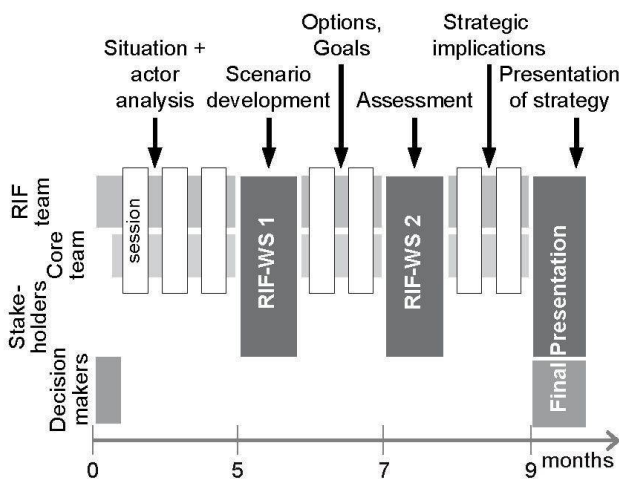 Options,
Goals
Strategic
implications
Situation +
actor
analysis
Scenario
development
Assessment
Presentation
of strategy
RIF
team
Core
team
Stake-
holders
Decision
makers
session
RIF-WS 1
RIF-WS 2
Final Presentation
0
5
7
9
months